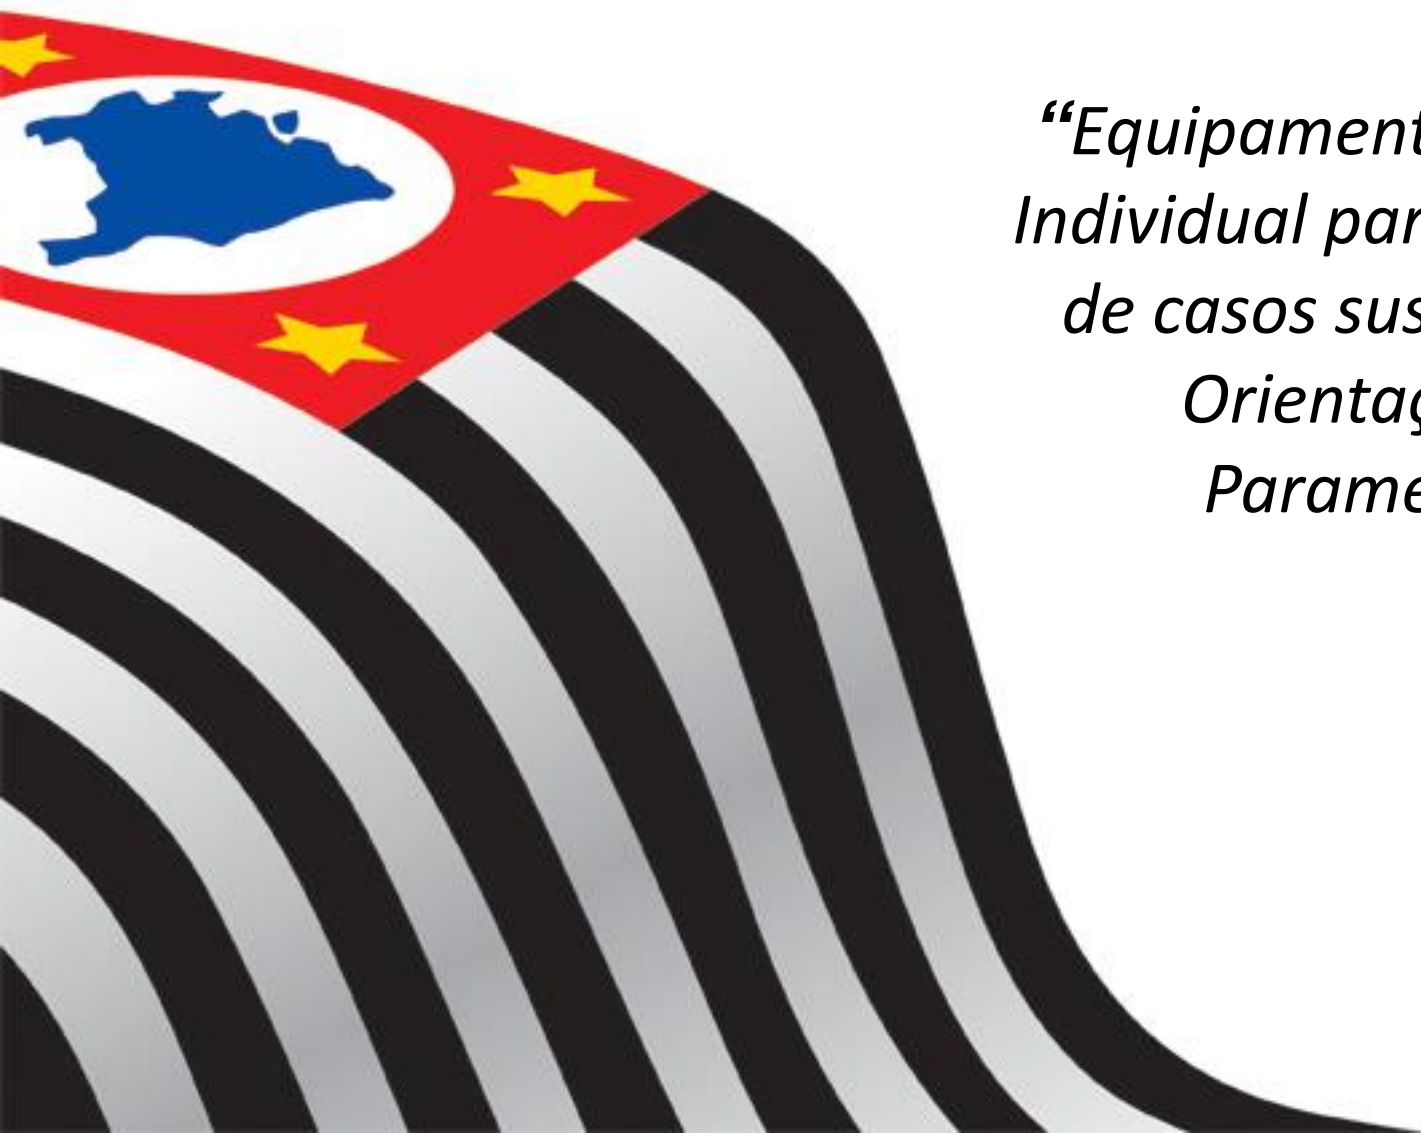 “Equipament
Individual par
de casos sus
Orientaç
Parame